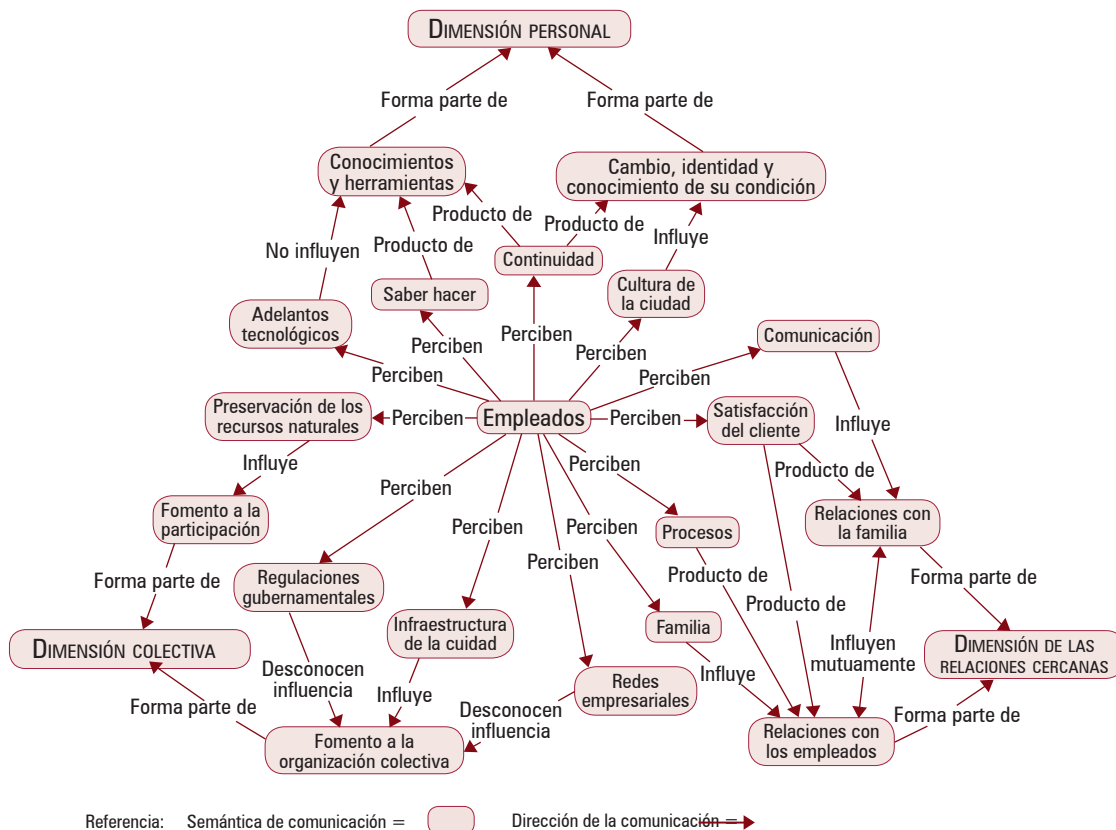 DIMENSIÓN PERSONAL
Forma parte de
Forma parte de
Conocimientos
y herramientas
Cambio, identidad y
conocimiento de su condición
Producto de
Producto de
No influyen
Producto de
Influye
Continuidad
Saber hacer
Cultura de
la ciudad
Adelantos
tecnológicos
Comunicación
Perciben
Perciben
Perciben
Perciben
Perciben
Preservación de los
recursos naturales
Perciben
Empleados
Perciben
Satisfacción
del cliente
Influye
Influye
Perciben
Perciben
Producto de
Fomento a la
participación
Perciben
Perciben
Procesos
Relaciones con
la familia
Perciben
Forma parte de
Regulaciones
gubernamentales
Producto de
Forma parte de
Producto de
Infraestructura
de la cuidad
Familia
DIMENSIÓN COLECTIVA
Influyen
mutuamente
DIMENSIÓN DE LAS
RELACIONES CERCANAS
Desconocen
influencia
Influye
Influye
Redes
empresariales
Forma parte de
Desconocen
influencia
Forma parte de
Fomento a la
organización colectiva
Relaciones con
los empleados
Referencia: Semántica de comunicación = Dirección de la comunicación =